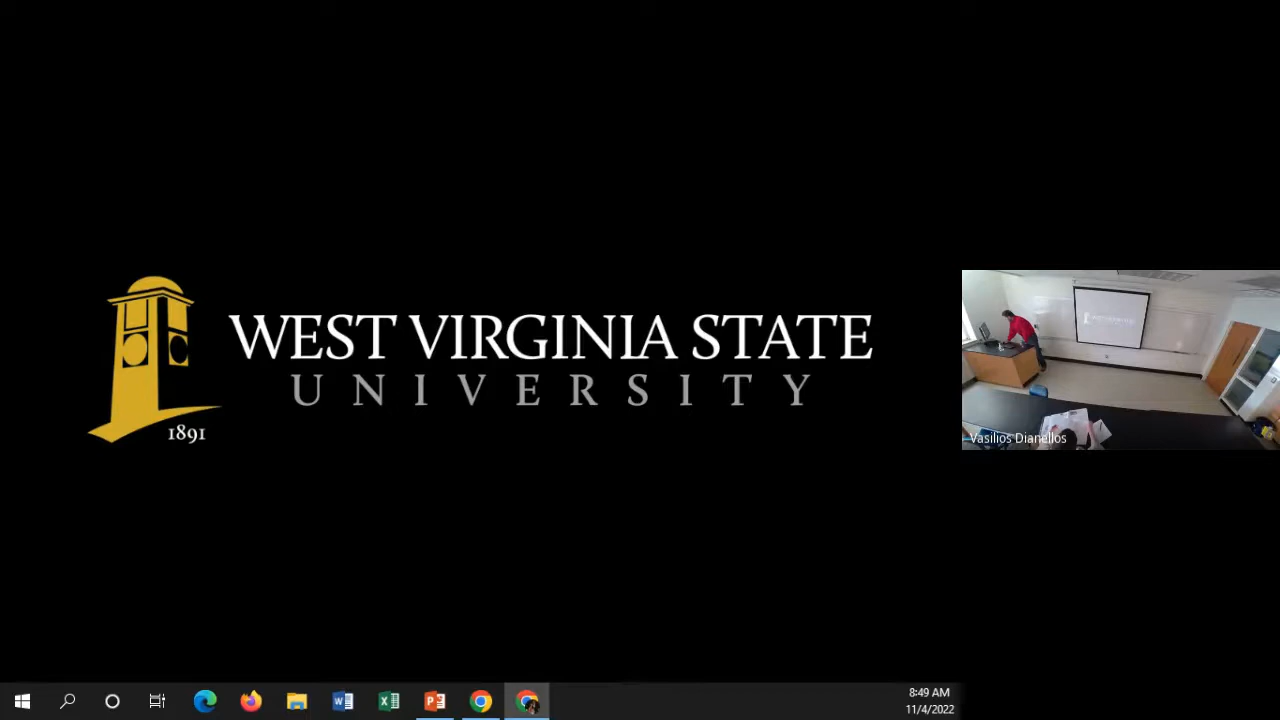 WEST VIRGINIA STATE
UNIVERSITY
1891
Vasilios Dianellos
8:49 AM
11/4/2022